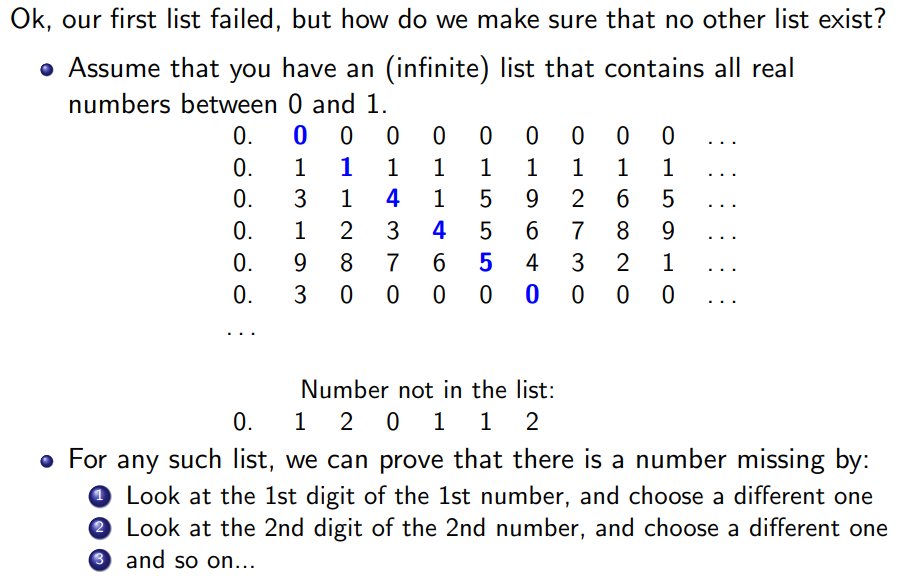 Ok, our first list failed, but how do we make sure that no other list exist?
Assume that you have an (infinite) list that contains all real
numbers between 0 and 1.
0. 0 0 0 0 0 0 0 0 0 ...
0. 1 1 1 1 1 1 1 1 1 ...
0. 3 1 4 1 5 9 2 6 5 ...
0. 1 2 3 4 5 6 7 8 9 ...
0. 9 8 7 6 5 4 3 2 1 ...
0. 3 0 0 0 0 0 0 0 0 ...
...
Number not in the list:
0. 1 2 0 1 1 2
For any such list, we can prove that there is a number missing by:
1 Look at the 1st digit of the 1st number, and choose a different one
2 Look at the 2nd digit of the 2nd number, and choose a different one
3 and so on...